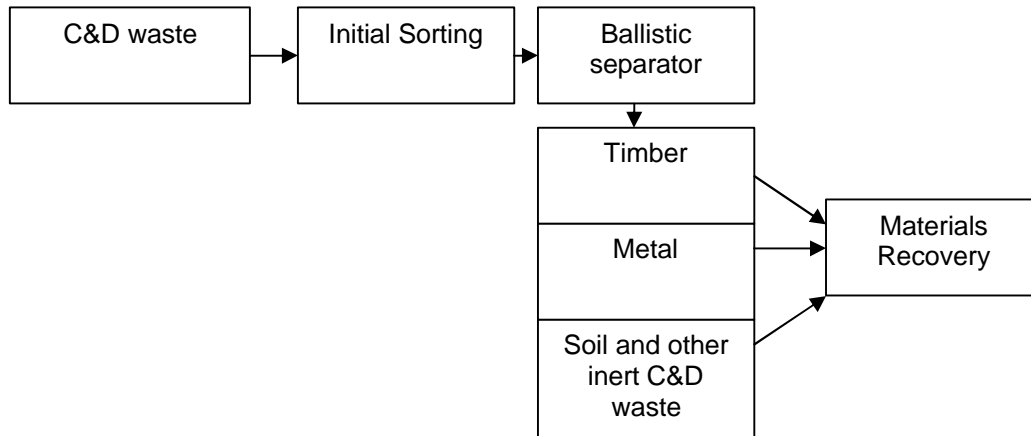 C&D waste
Initial Sorting
Ballistic
separator
Timber
Metal
Materials
Recovery
Soil and other
inert C&D
waste